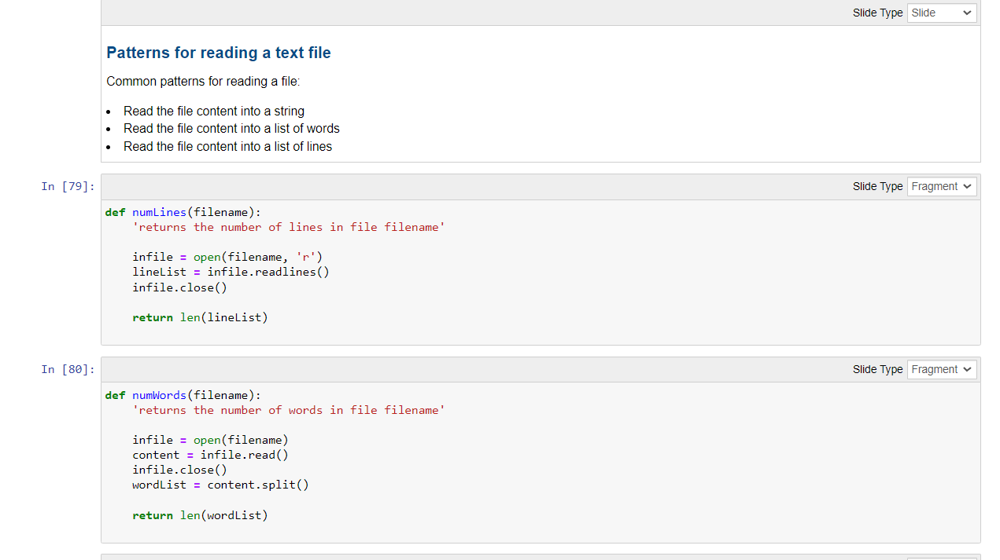 Slide Type Slide
Patterns for reading a text file
Common patterns for reading a file:
• Read the file content into a string
• Read the file content into a list of words
• Read the file content into a list of lines
In [79]:
Slide Type Fragment
def numLines(filename):
    'returns the number of lines in file filename'
    infile = open(filename, 'r')
    lineList = infile.readlines()
    infile.close()
    return len(lineList)
In [80]:
Slide Type Fragment
def numWords(filename):
    'returns the number of words in file filename'
    infile = open(filename)
    content = infile.read()
    infile.close()
    wordList = content.split()
    return len(wordList)